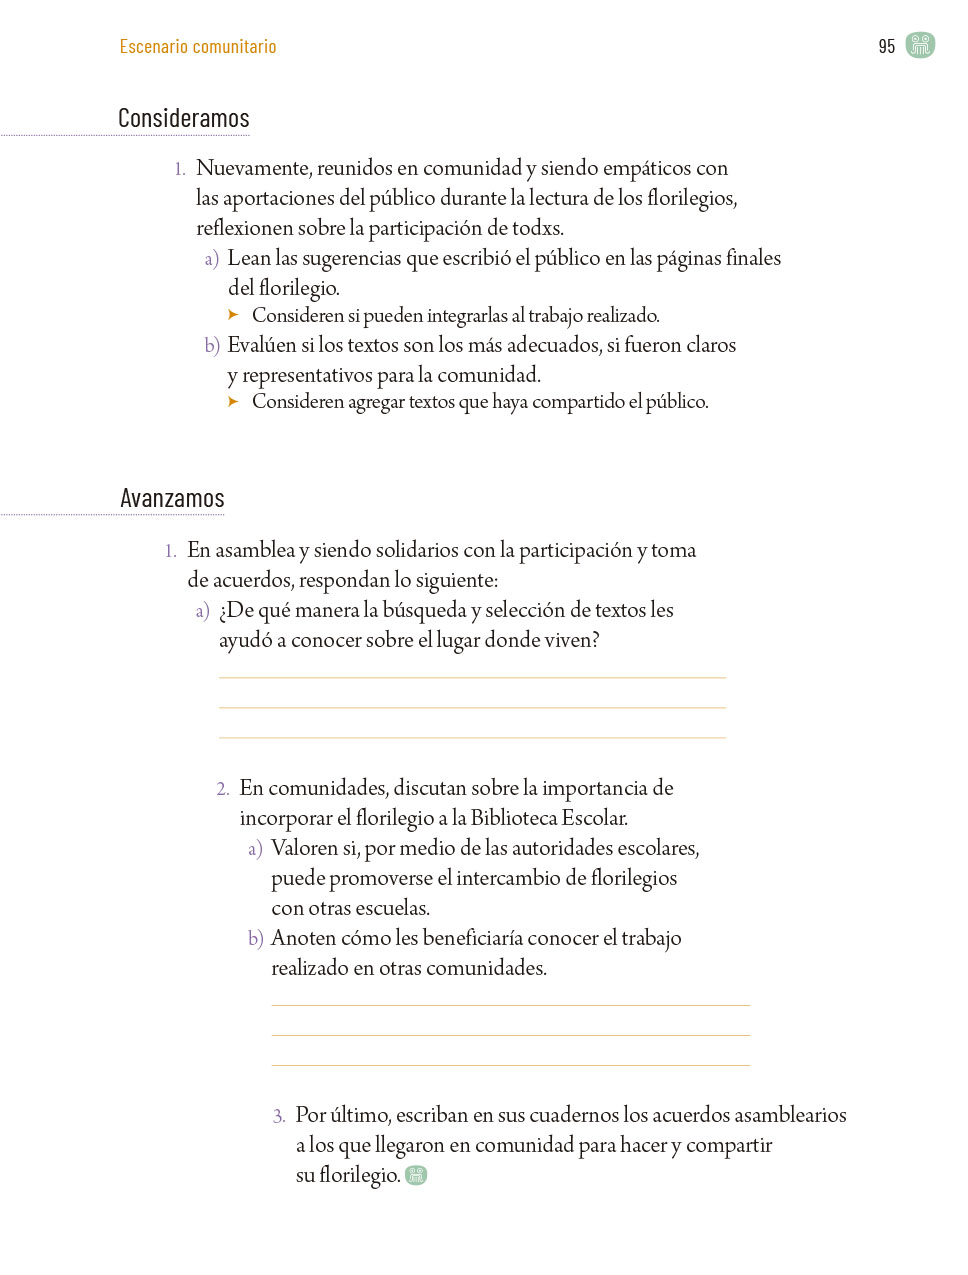 Escenario comunitario
95
Consideramos
1. Nuevamente, reunidos en comunidad y siendo empáticos con
las aportaciones del público durante la lectura de los florilegios,
reflexionen sobre la participación de todxs.
a) Lean las sugerencias que escribió el público en las páginas finales
del florilegio.
➤ Consideren si pueden integrarlas al trabajo realizado.
b) Evalúen si los textos son los más adecuados, si fueron claros
y representativos para la comunidad.
➤ Consideren agregar textos que haya compartido el público.
Avanzamos
1. En asamblea y siendo solidarios con la participación y toma
de acuerdos, respondan lo siguiente:
a) ¿De qué manera la búsqueda y selección de textos les
ayudó a conocer sobre el lugar donde viven?
2. En comunidades, discutan sobre la importancia de
incorporar el florilegio a la Biblioteca Escolar.
a) Valoren si, por medio de las autoridades escolares,
puede promoverse el intercambio de florilegios
con otras escuelas.
b) Anoten cómo les beneficiaría conocer el trabajo
realizado en otras comunidades.
3. Por último, escriban en sus cuadernos los acuerdos asamblearios
a los que llegaron en comunidad para hacer y compartir
su florilegio.